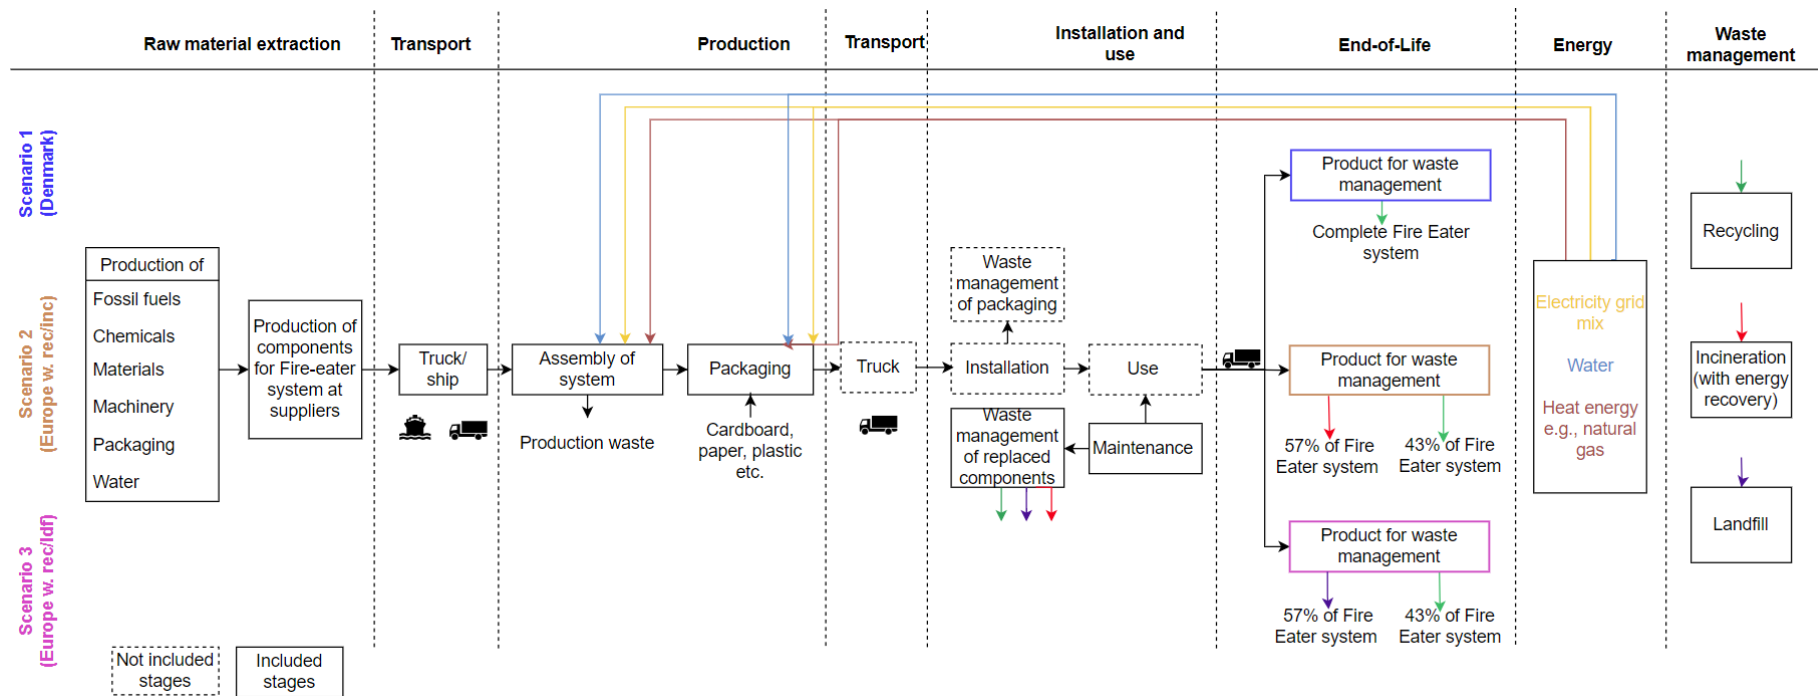 Raw material extraction
Transport
Production
Transport
Installation and
use
End-of-Life
Energy
Waste
management
Scenario 1
(Denmark)
Scenario 2
(Europe w. rec/inc)
Scenario 3
(Europe w. rec/ldf)
Production of
Fossil fuels
Chemicals
Materials
Machinery
Packaging
Water
Production of
components
for Fire-eater
system at
suppliers
Truck/
ship
Assembly of
system
Production waste
Packaging
Cardboard,
paper, plastic
etc.
Truck
Waste
management
of packaging
Installation
Use
Waste
management
of replaced
components
Maintenance
Product for waste
management
Complete Fire Eater
system
Product for waste
management
57% of Fire
Eater system
43% of Fire
Eater system
Product for waste
management
57% of Fire
Eater system
43% of Fire
Eater system
Electricity grid
mix
Water
Heat energy
e.g., natural
gas
Recycling
Incineration
(with energy
recovery)
Landfill
Not included
stages
Included
stages